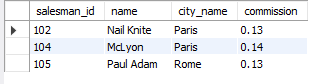 salesman_id name city_name commission
102 Nail Knite Paris 0.13
104 McLyon Paris 0.14
105 Paul Adam Rome 0.13